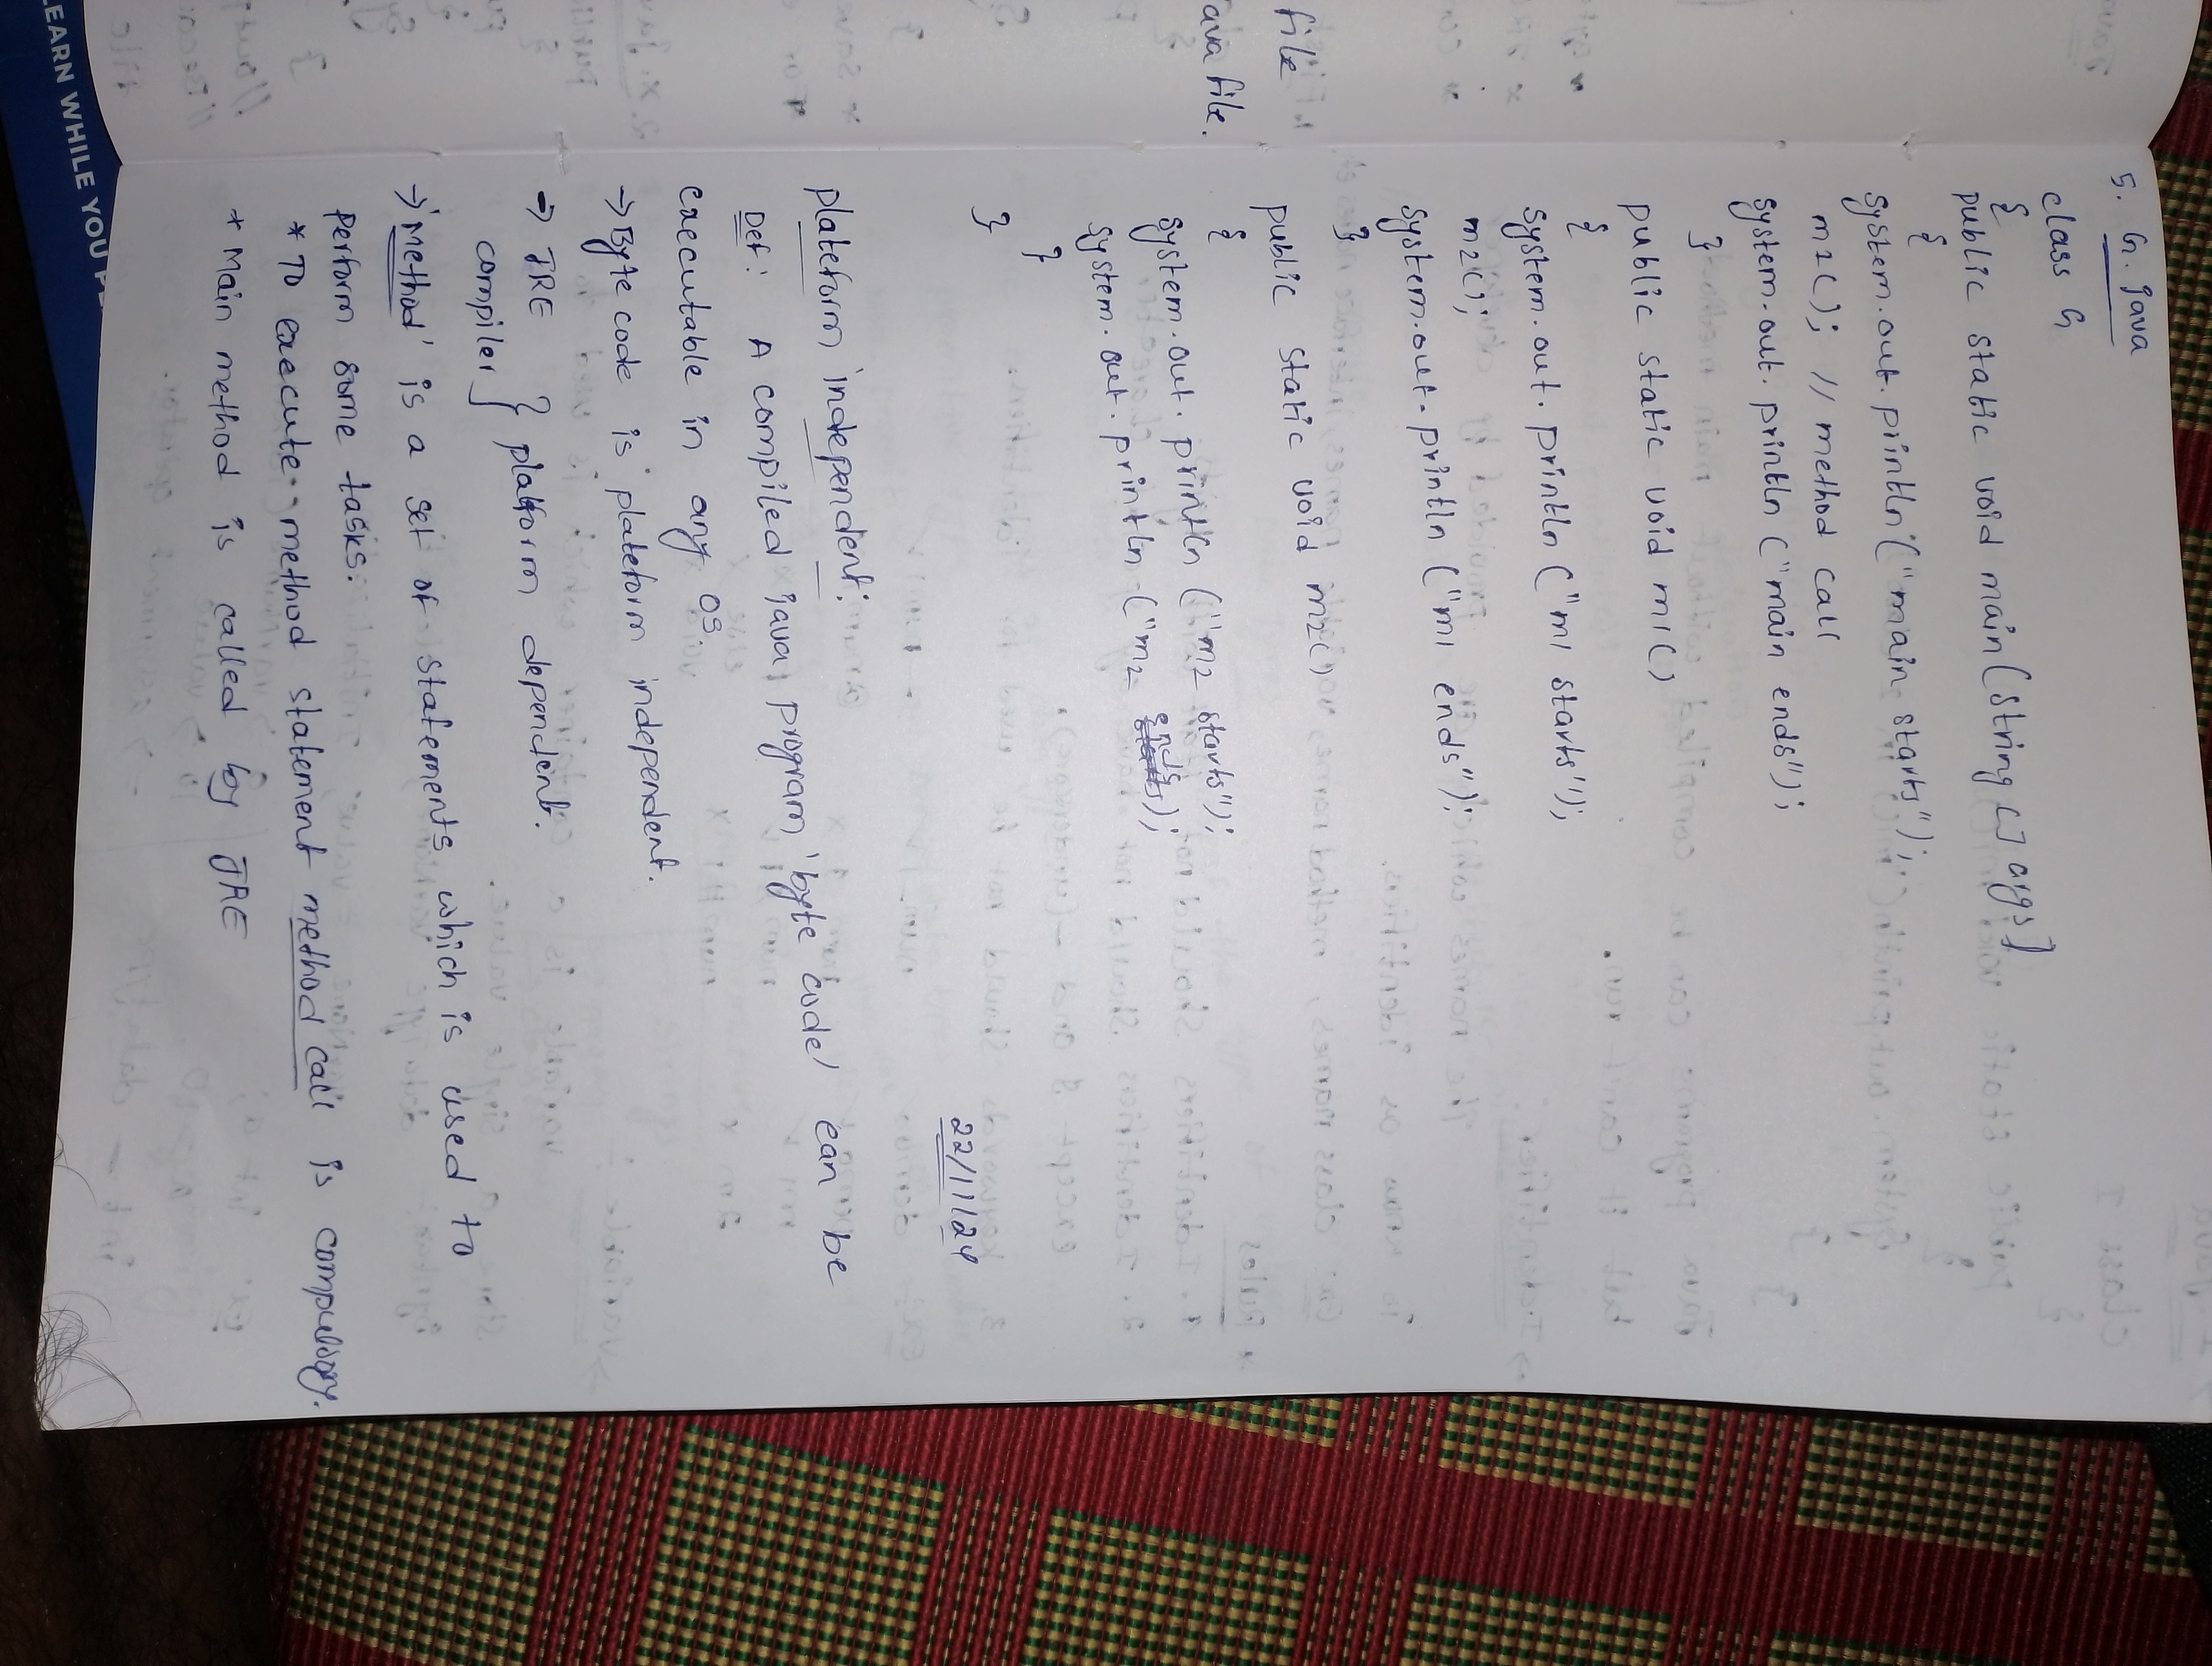 file
ava file.
5. G. java
class G
{
public static void main(string [] args)
{
system.out.println("main starts");
m2(); // method call
system.out.println("main ends");
}
public static void m1()
{
system.out.println("m1 starts");
m2();
system.out.println("m1 ends");
}
public static void m2()
{
system.out.println("m2 starts");
system.out.println("m2 ends);
}
}
22/11/24
plateform independent:
Def: A compiled java program 'byte code' can be
executable in any os.
→ Byte code is plateform independent.
→ JRE
compiler } platform dependent.
→ 'Method' is a set of statements which is used to
perform some tasks.
* To execute method statement method call is compulsory.
* Main method is called by JRE
LEARN WHILE YOU